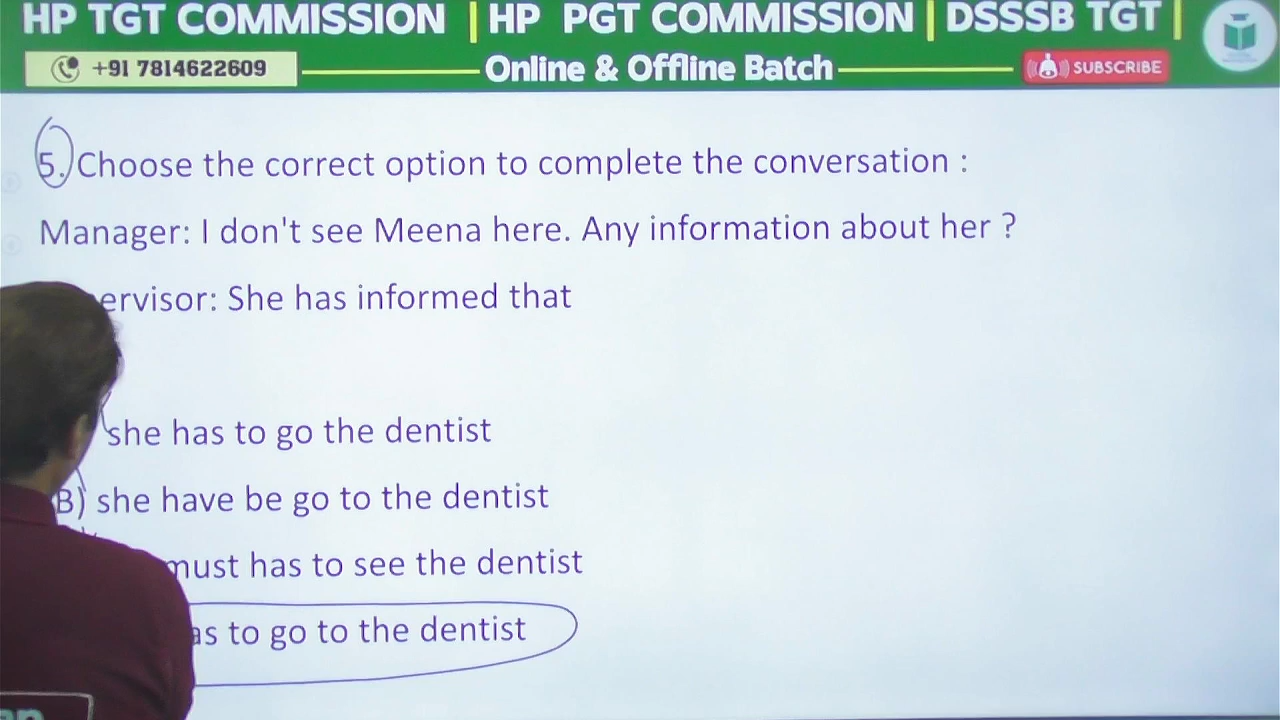 HP TGT COMMISSION | HP PGT COMMISSION | DSSSB TGT |
+91 7814622609 Online & Offline Batch SUBSCRIBE
5. Choose the correct option to complete the conversation :
Manager: I don't see Meena here. Any information about her ?
ervisor: She has informed that
she has to go the dentist
B) she have be go to the dentist
must has to see the dentist
as to go to the dentist